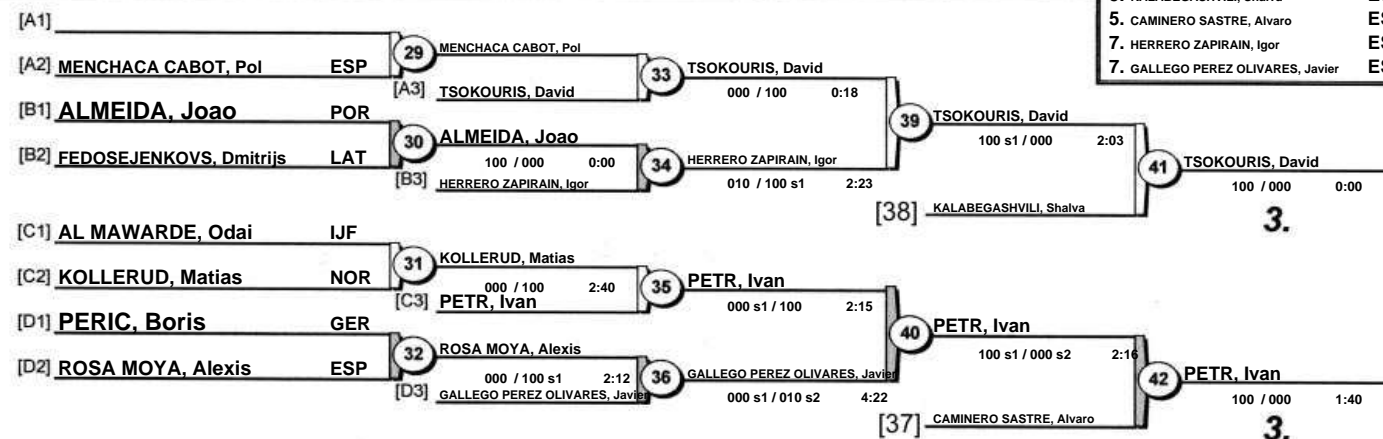 5. CAMINERO SASTRE, Alvaro
7. HERRERO ZAPIRAIN, Igor
7. GALLEGO PEREZ OLIVARES, Javier
[A1]
29 MENCHACA CABOT, Pol
[A2] MENCHACA CABOT, Pol ESP
33 TSOKOURIS, David
[A3] TSOKOURIS, David
000 / 100 0:18
[B1] ALMEIDA, Joao POR
39 TSOKOURIS, David
30 ALMEIDA, Joao
100 s1 / 000 2:03
[B2] FEDOSEJENKOVS, Dmitrijs LAT
100 / 000 0:00
34 HERRERO ZAPIRAIN, Igor
41 TSOKOURIS, David
[B3] HERRERO ZAPIRAIN, Igor
010 / 100 s1 2:23
100 / 000 0:00
[38] KALABEGASHVILI, Shalva
3.
[C1] AL MAWARDE, Odai IJF
31 KOLLERUD, Matias
[C2] KOLLERUD, Matias NOR
000 / 100 2:40
35 PETR, Ivan
[C3] PETR, Ivan
000 s1 / 100 2:15
[D1] PERIC, Boris GER
40 PETR, Ivan
32 ROSA MOYA, Alexis
100 s1 / 000 s2 2:16
[D2] ROSA MOYA, Alexis ESP
000 / 100 s1 2:12
36 GALLEGO PEREZ OLIVARES, Javier
42 PETR, Ivan
[D3] GALLEGO PEREZ OLIVARES, Javier
000 s1 / 010 s2 4:22
100 / 000 1:40
[37] CAMINERO SASTRE, Alvaro
3.